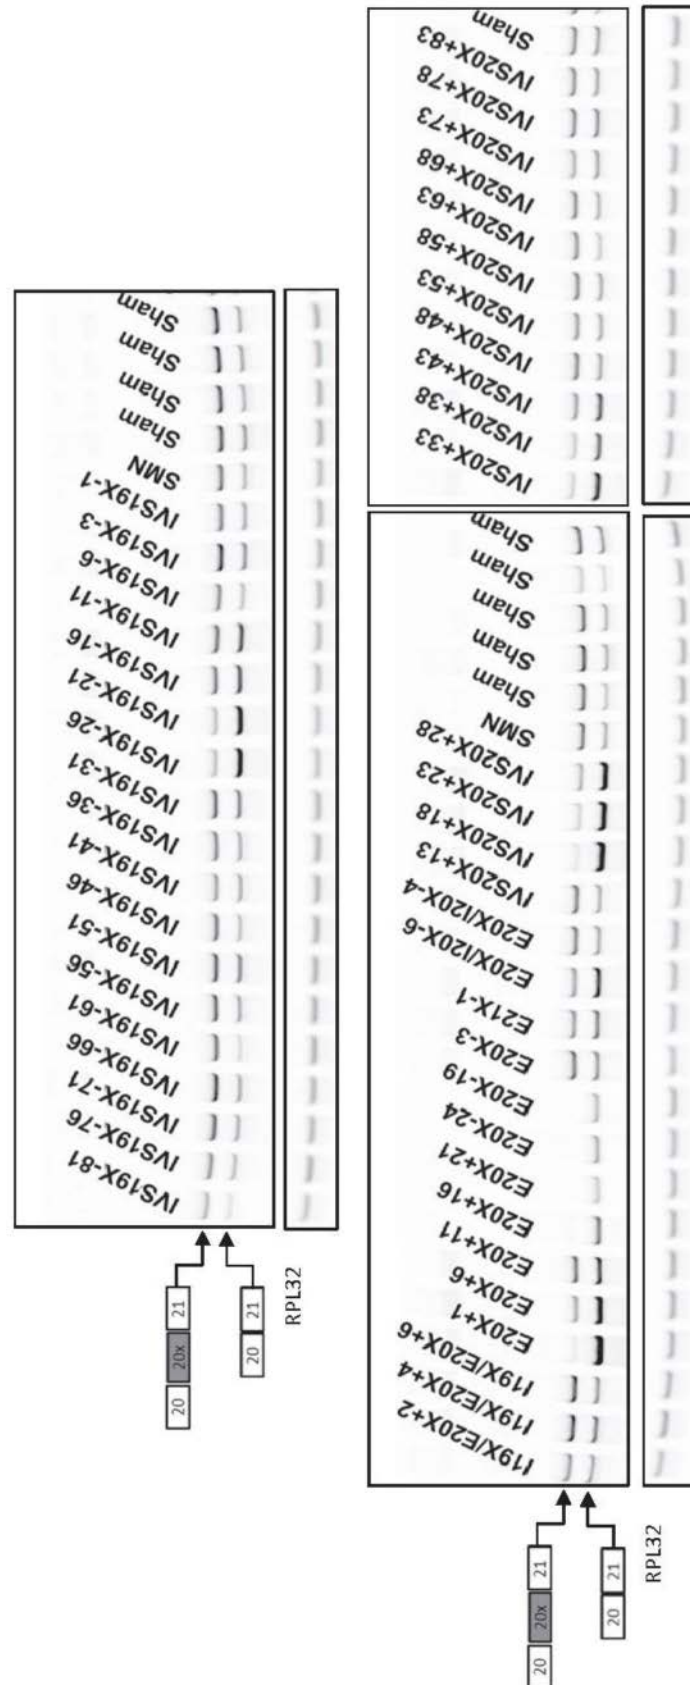 IVS19X-81
IVS19X-76
IVS19X-71
IVS19X-66
IVS19X-61
IVS19X-56
IVS19X-51
IVS19X-46
IVS19X-41
IVS19X-36
IVS19X-31
IVS19X-26
IVS19X-21
IVS19X-16
IVS19X-11
IVS19X-6
IVS19X-3
IVS19X-1
SMN
Sham
Sham
Sham
Sham
20 20x 21
20 21
RPL32
I19X/E20X+2
I19X/E20X+4
I19X/E20X+6
E20X+1
E20X+6
E20X+11
E20X+16
E20X+21
E20X-24
E20X-19
E20X-3
E21X-1
E20X/I20X-6
E20X/I20X-4
IVS20X+13
IVS20X+18
IVS20X+23
IVS20X+28
SMN
Sham
Sham
Sham
Sham
Sham
IVS20X+33
IVS20X+38
IVS20X+43
IVS20X+48
IVS20X+53
IVS20X+58
IVS20X+63
IVS20X+68
IVS20X+73
IVS20X+78
IVS20X+83
Sham
20 20x 21
20 21
RPL32